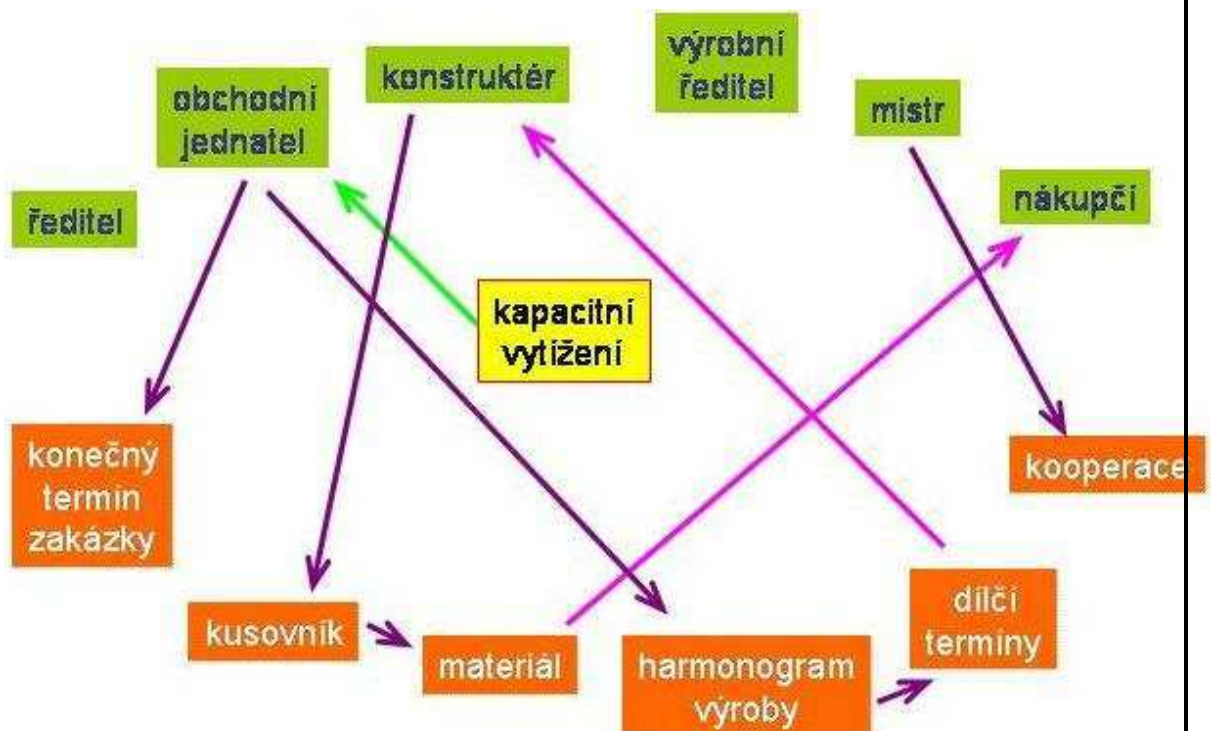 výrobní
ředitel
konstruktér
obchodní
jednatel
mistr
nákupčí
ředitel
kapacitní
vytížení
konečný
termín
zakázky
kooperace
kusovník
materiál
harmonogram
výroby
dílčí
termíny